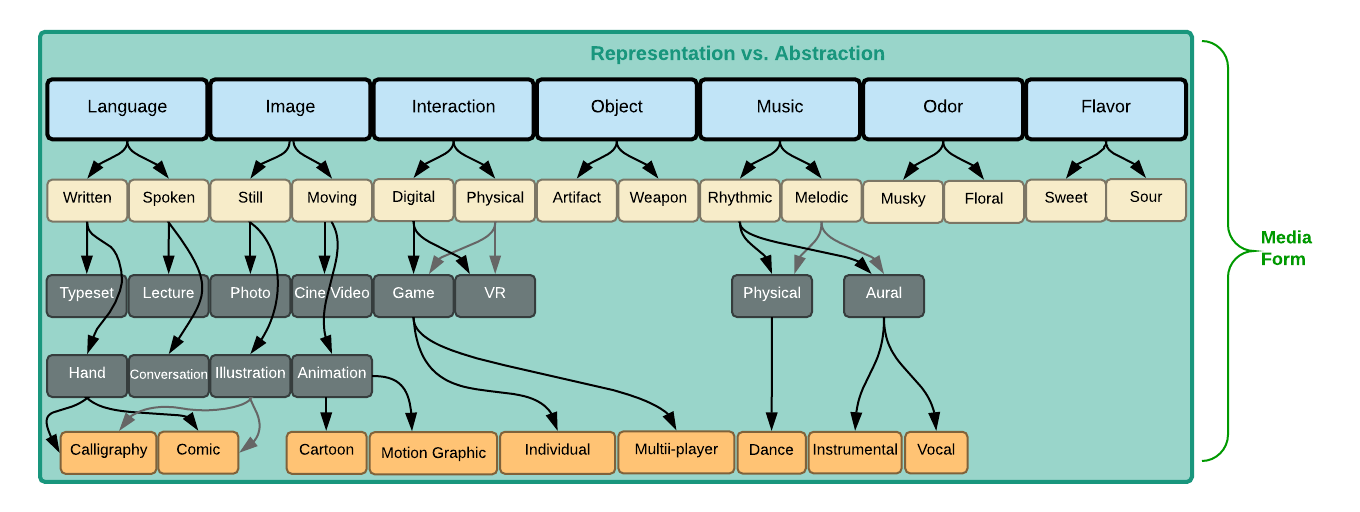 Representation vs. Abstraction
Language Image Interaction Object Music Odor Flavor
Written Spoken Still Moving Digital Physical Artifact Weapon Rhythmic Melodic Musky Floral Sweet Sour
Media
Form
Typeset Lecture Photo Cine Video Game VR Physical Aural
Hand Conversation Illustration Animation
Calligraphy Comic Cartoon Motion Graphic Individual Multii-player Dance Instrumental Vocal